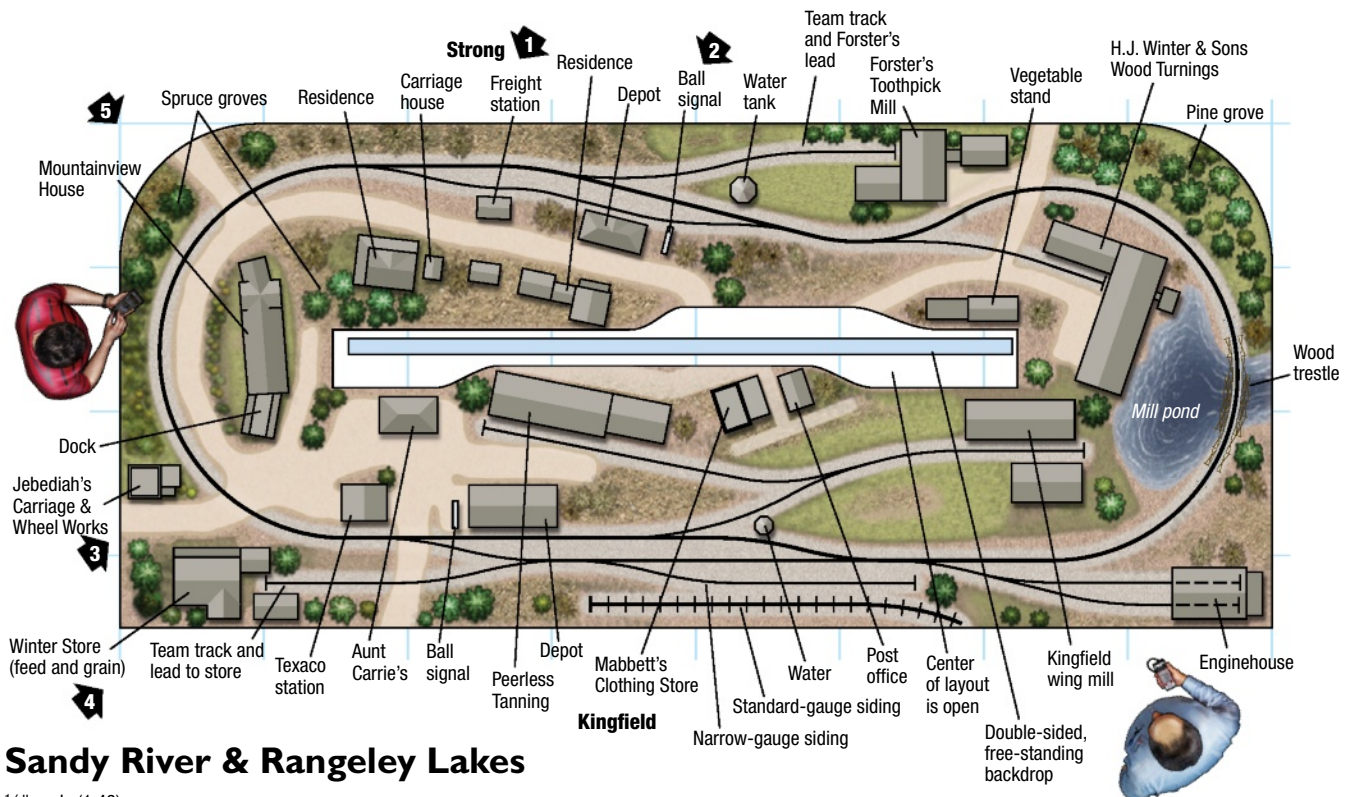 Strong
1
2
5
Spruce groves
Residence
Carriage
house
Freight
station
Residence
Depot
Ball
signal
Water
tank
Team track
and Forster's
lead
Forster's
Toothpick
Mill
Vegetable
stand
H.J. Winter & Sons
Wood Turnings
Pine grove
Mountainview
House
Wood
trestle
Mill pond
Dock
Jebediah's
Carriage &
Wheel Works
3
Winter Store
(feed and grain)
4
Team track and
lead to store
Texaco
station
Aunt
Carrie's
Ball
signal
Peerless
Tanning
Depot
Kingfield
Mabbett's
Clothing Store
Narrow-gauge siding
Standard-gauge siding
Water
Post
office
Center
of layout
is open
Double-sided,
free-standing
backdrop
Kingfield
wing mill
Enginehouse
Sandy River & Rangeley Lakes